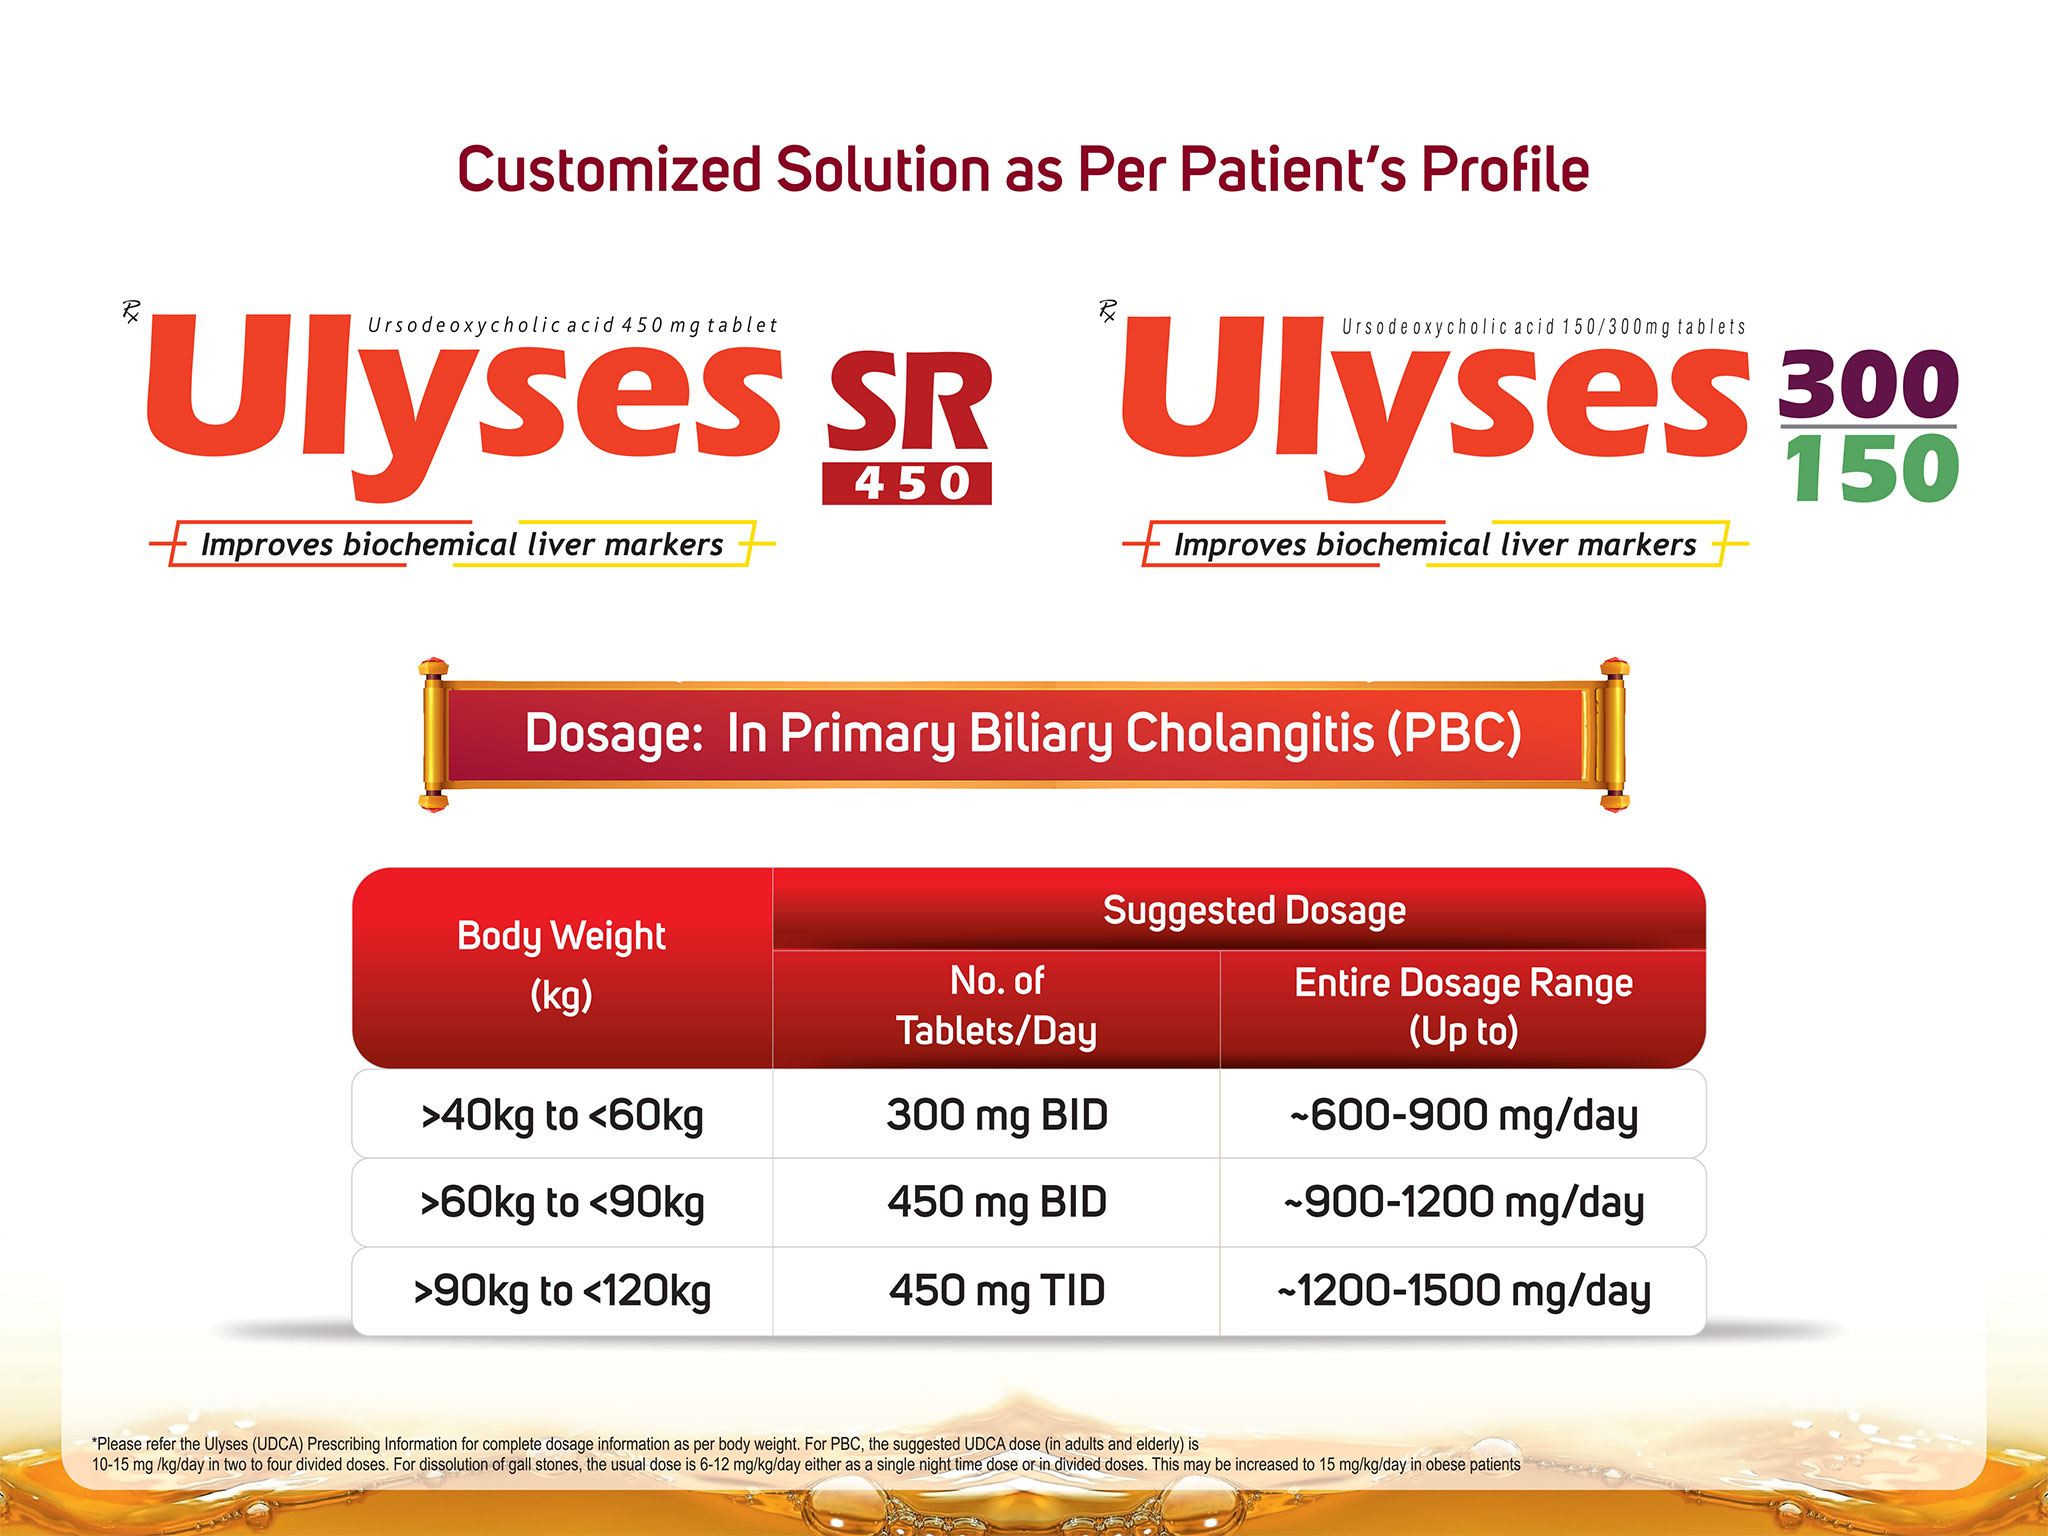 Customized Solution as Per Patient's Profile
Rx Ulyses SR
Ursodeoxycholic acid 450 mg tablet
450
Improves biochemical liver markers
Rx Ulyses 300
Ursodeoxycholic acid 150/300mg tablets
150
Improves biochemical liver markers
Dosage: In Primary Biliary Cholangitis (PBC)
Body Weight
(kg)
Suggested Dosage
No. of
Tablets/Day
Entire Dosage Range
(Up to)
>40kg to <60kg 300 mg BID ~600-900 mg/day
>60kg to <90kg 450 mg BID ~900-1200 mg/day
>90kg to <120kg 450 mg TID ~1200-1500 mg/day
*Please refer the Ulyses (UDCA) Prescribing Information for complete dosage information as per body weight. For PBC, the suggested UDCA dose (in adults and elderly) is
10-15 mg /kg/day in two to four divided doses. For dissolution of gall stones, the usual dose is 6-12 mg/kg/day either as a single night time dose or in divided doses. This may be increased to 15 mg/kg/day in obese patients